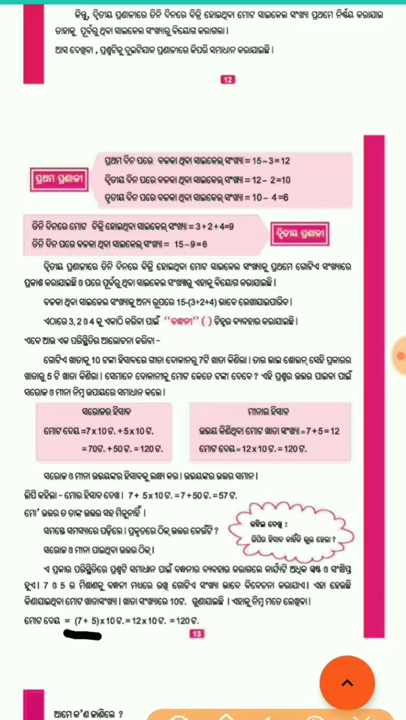 କିନ୍ତୁ, ଦ୍ୱିତୀୟ ପ୍ରଣାଳୀରେ ତିନି ଦିନରେ ବିକ୍ରି ହୋଇଥିବା ମୋଟ ସାଇକେଲ ସଂଖ୍ୟା ପ୍ରଥମେ ନିର୍ଣ୍ଣୟ କରାଯାଇ
ତାହାକୁ ପୂର୍ବରୁ ଥିବା ସାଇକେଲ ସଂଖ୍ୟାରୁ ବିୟୋଗ କରାଗଲା।
ଆସ ଦେଖିବା, ପ୍ରଶ୍ନଟିକୁ ଦୁଇଟିଯାକ ପ୍ରଣାଳୀରେ କିପରି ସମାଧାନ କରାଯାଇଛି।
12
ପ୍ରଥମ ପ୍ରଣାଳୀ
ପ୍ରଥମ ଦିନ ପରେ ବଳକା ଥିବା ସାଇକେଲ ସଂଖ୍ୟା = 15 – 3 = 12
ଦ୍ୱିତୀୟ ଦିନ ପରେ ବଳକା ଥିବା ସାଇକେଲ ସଂଖ୍ୟା = 12 – 2 = 10
ତୃତୀୟ ଦିନ ପରେ ବଳକା ଥିବା ସାଇକେଲ ସଂଖ୍ୟା = 10 – 4 = 6
ତିନି ଦିନରେ ମୋଟ ବିକ୍ରି ହୋଇଥିବା ସାଇକେଲ ସଂଖ୍ୟା = 3 + 2 + 4 = 9
ତିନି ଦିନ ପରେ ବଳକା ଥିବା ସାଇକେଲ ସଂଖ୍ୟା = 15 – 9 = 6
ଦ୍ୱିତୀୟ ପ୍ରଣାଳୀ
ଦ୍ୱିତୀୟ ପ୍ରଣାଳୀରେ ତିନି ଦିନରେ ବିକ୍ରି ହୋଇଥିବା ମୋଟ ସାଇକେଲ ସଂଖ୍ୟାକୁ ପ୍ରଥମେ ଗୋଟିଏ ସଂଖ୍ୟାରେ
ପ୍ରକାଶ କରାଯାଇଛି ଓ ପରେ ପୂର୍ବରୁ ଥିବା ସାଇକେଲ ସଂଖ୍ୟାରୁ ଏହାକୁ ବିୟୋଗ କରାଯାଇଛି।
ବଳକା ଥିବା ସାଇକେଲ ସଂଖ୍ୟାକୁ ଅନ୍ୟ ରୂପରେ 15-(3+2+4) ଭାବେ ଲେଖାଯାଇପାରିବ।
ଏଠାରେ 3, 2 ଓ 4 କୁ ଏକାଠି କରିବା ପାଇଁ "ବନ୍ଧନୀ" ( ) ଚିହ୍ନର ବ୍ୟବହାର କରାଯାଇଛି।
ଏବେ ଆଉ ଏକ ପରିସ୍ଥିତିର ଆଲୋଚନା କରିବା–
ଗୋଟିଏ ଖାତାକୁ 10 ଟଙ୍କା ହିସାବରେ ଗୀତା ଦୋକାନରୁ 7ଟି ଖାତା କିଣିଲା। ତାର ଭାଇ ଶୋଭନ୍ ସେହି ପ୍ରକାରର
ଖାତାରୁ 5 ଟି ଖାତା କିଣିଲା। ସେମାନେ ଦୋକାନୀକୁ ମୋଟ କେତେ ଟଙ୍କା ଦେବେ? ଏହି ପ୍ରଶ୍ନର ଉତ୍ତର ପାଇବା ପାଇଁ
ସରୋଜ ଓ ମୀନା ନିମ୍ନ ଉପାୟରେ ସମାଧାନ କଲେ।
ସରୋଜର ହିସାବ
ମୋଟ ଦେୟ = 7 x 10 ଟ. + 5 x 10 ଟ.
= 70 ଟ. + 50 ଟ. = 120 ଟ.
ମୀନାର ହିସାବ
ଉଭୟ କିଣିଥିବା ମୋଟ ଖାତା ସଂଖ୍ୟା = 7 + 5 = 12
ମୋଟ ଦେୟ = 12 x 10 ଟ. = 120 ଟ.
ସରୋଜ ଓ ମୀନା ଉଭୟଙ୍କର ହିସାବକୁ ଲକ୍ଷ୍ୟ କର। ଉଭୟଙ୍କର ଉତ୍ତର ସମାନ।
ଲିପି କହିଲା– ମୋର ହିସାବ ଦେଖ। 7 + 5 x 10 ଟ. = 7 + 50 ଟ. = 57 ଟ.
ମୋ' ଉତ୍ତର ତ ତାଙ୍କ ଉତ୍ତର ସହ ମିଳୁନାହିଁ।
ସମସ୍ତେ ସମସ୍ୟାରେ ପଡ଼ିଲେ। ପ୍ରକୃତରେ ଠିକ୍ ଉତ୍ତର କେଉଁଟି?
ସରୋଜ ଓ ମୀନା ପାଇଥିବା ଉତ୍ତର ଠିକ୍।
କହିଲ ଦେଖି :
ଲିପିର ହିସାବ କାହିଁକି ଭୁଲ ହେଲା?
ଏ ପ୍ରକାର ପରିସ୍ଥିତିରେ ପ୍ରଶ୍ନଟି ସମାଧାନ ପାଇଁ ବନ୍ଧନୀର ବ୍ୟବହାର କରାଗଲେ କାର୍ଯ୍ୟଟି ଅଧିକ ସ୍ପଷ୍ଟ ଓ ସଂକ୍ଷିପ୍ତ
ହୁଏ। 7 ଓ 5 ର ମିଶାଣକୁ ବନ୍ଧନୀ ମଧ୍ୟରେ ରଖି ଗୋଟିଏ ସଂଖ୍ୟା ଭାବେ ବିବେଚନା କରାଯାଏ। ଏହା ହେଉଛି
କିଣାଯାଇଥିବା ମୋଟ ଖାତାସଂଖ୍ୟା। ଖାତା ସଂଖ୍ୟାରେ 10ଟ. ଗୁଣାଯାଇଛି। ଏହାକୁ ନିମ୍ନ ମତେ ଲେଖିବା।
ମୋଟ ଦେୟ = (7 + 5) x 10 ଟ. = 12 x 10 ଟ. = 120 ଟ.
13
ଆମେ କ'ଣ ଜାଣିଲେ ?